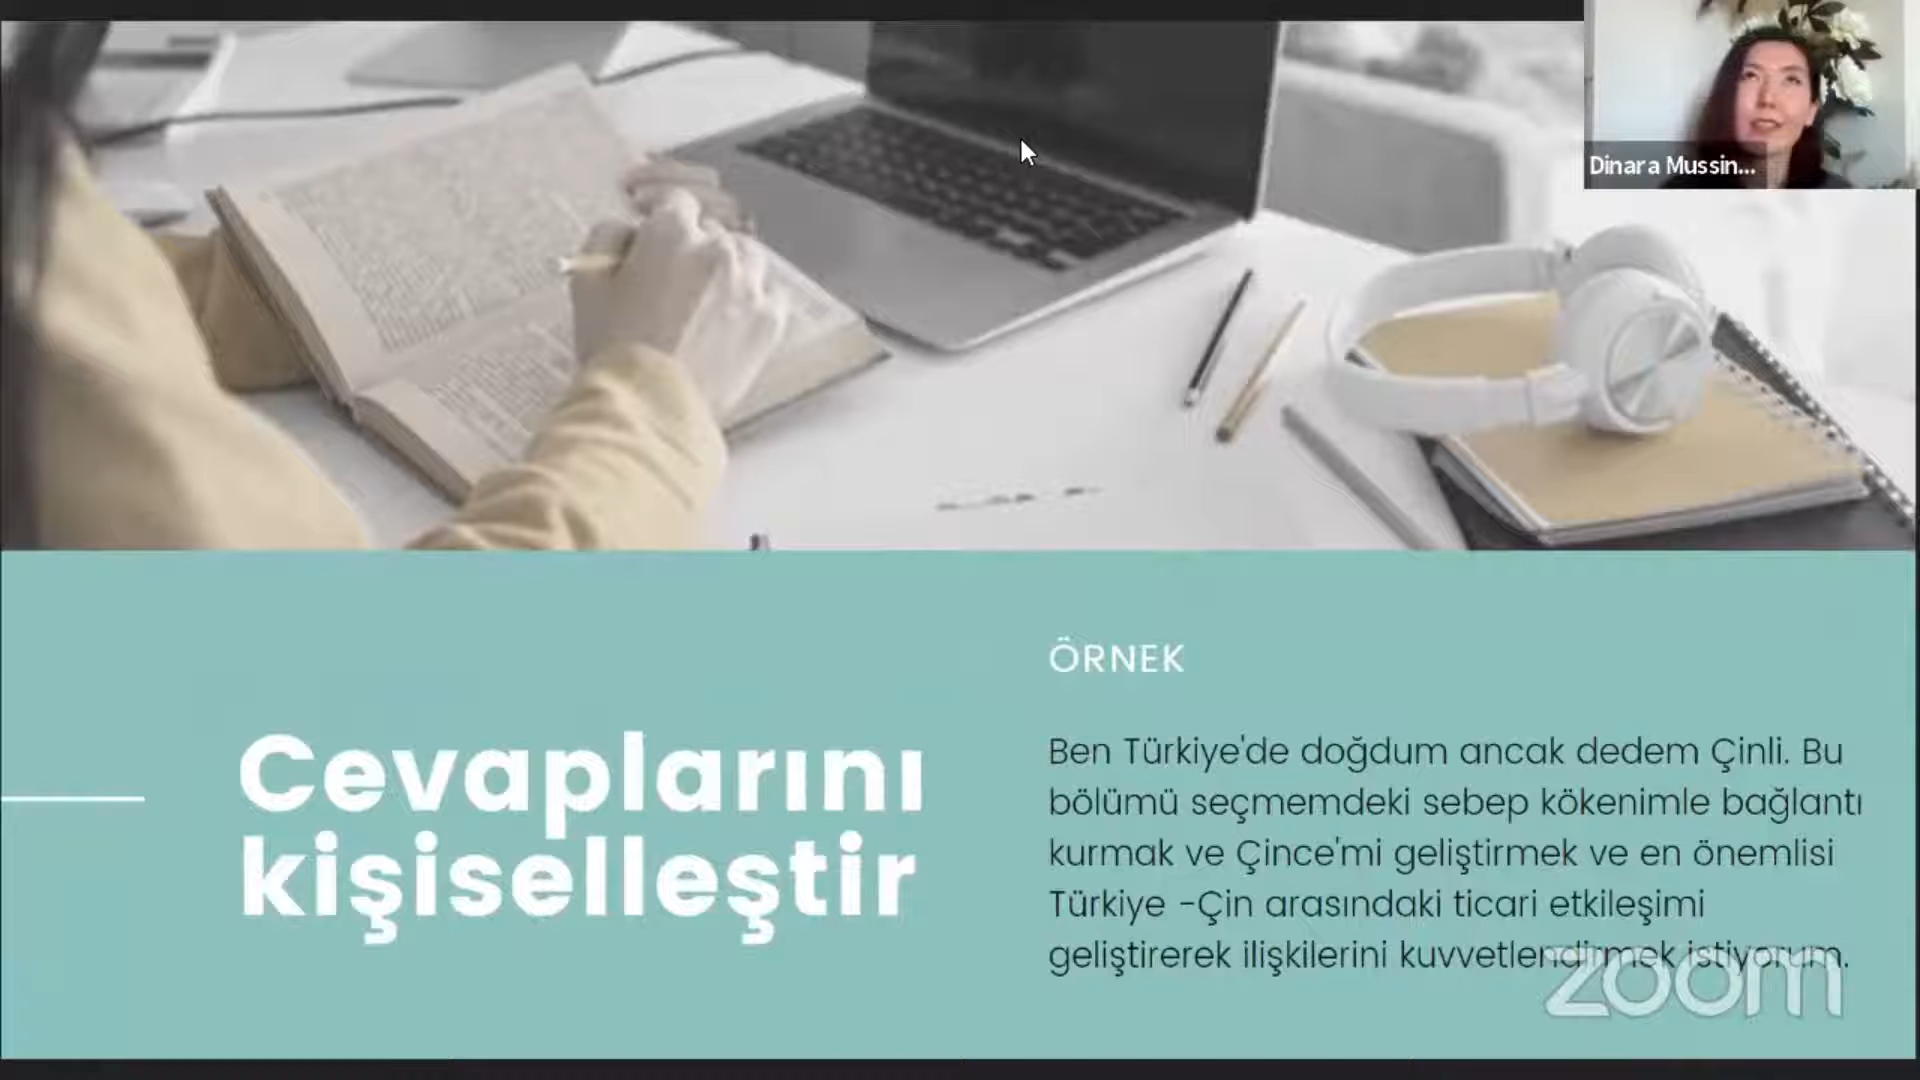 Dinara Mussin...
ÖRNEK
Cevaplarını
kişiselleştir
Ben Türkiye'de doğdum ancak dedem Çinli. Bu
bölümü seçmemdeki sebep kökenimle bağlantı
kurmak ve Çince'mi geliştirmek ve en önemlisi
Türkiye -Çin arasındaki ticari etkileşimi
geliştirerek ilişkilerini kuvvetlendirmek istiyorum.
zoom